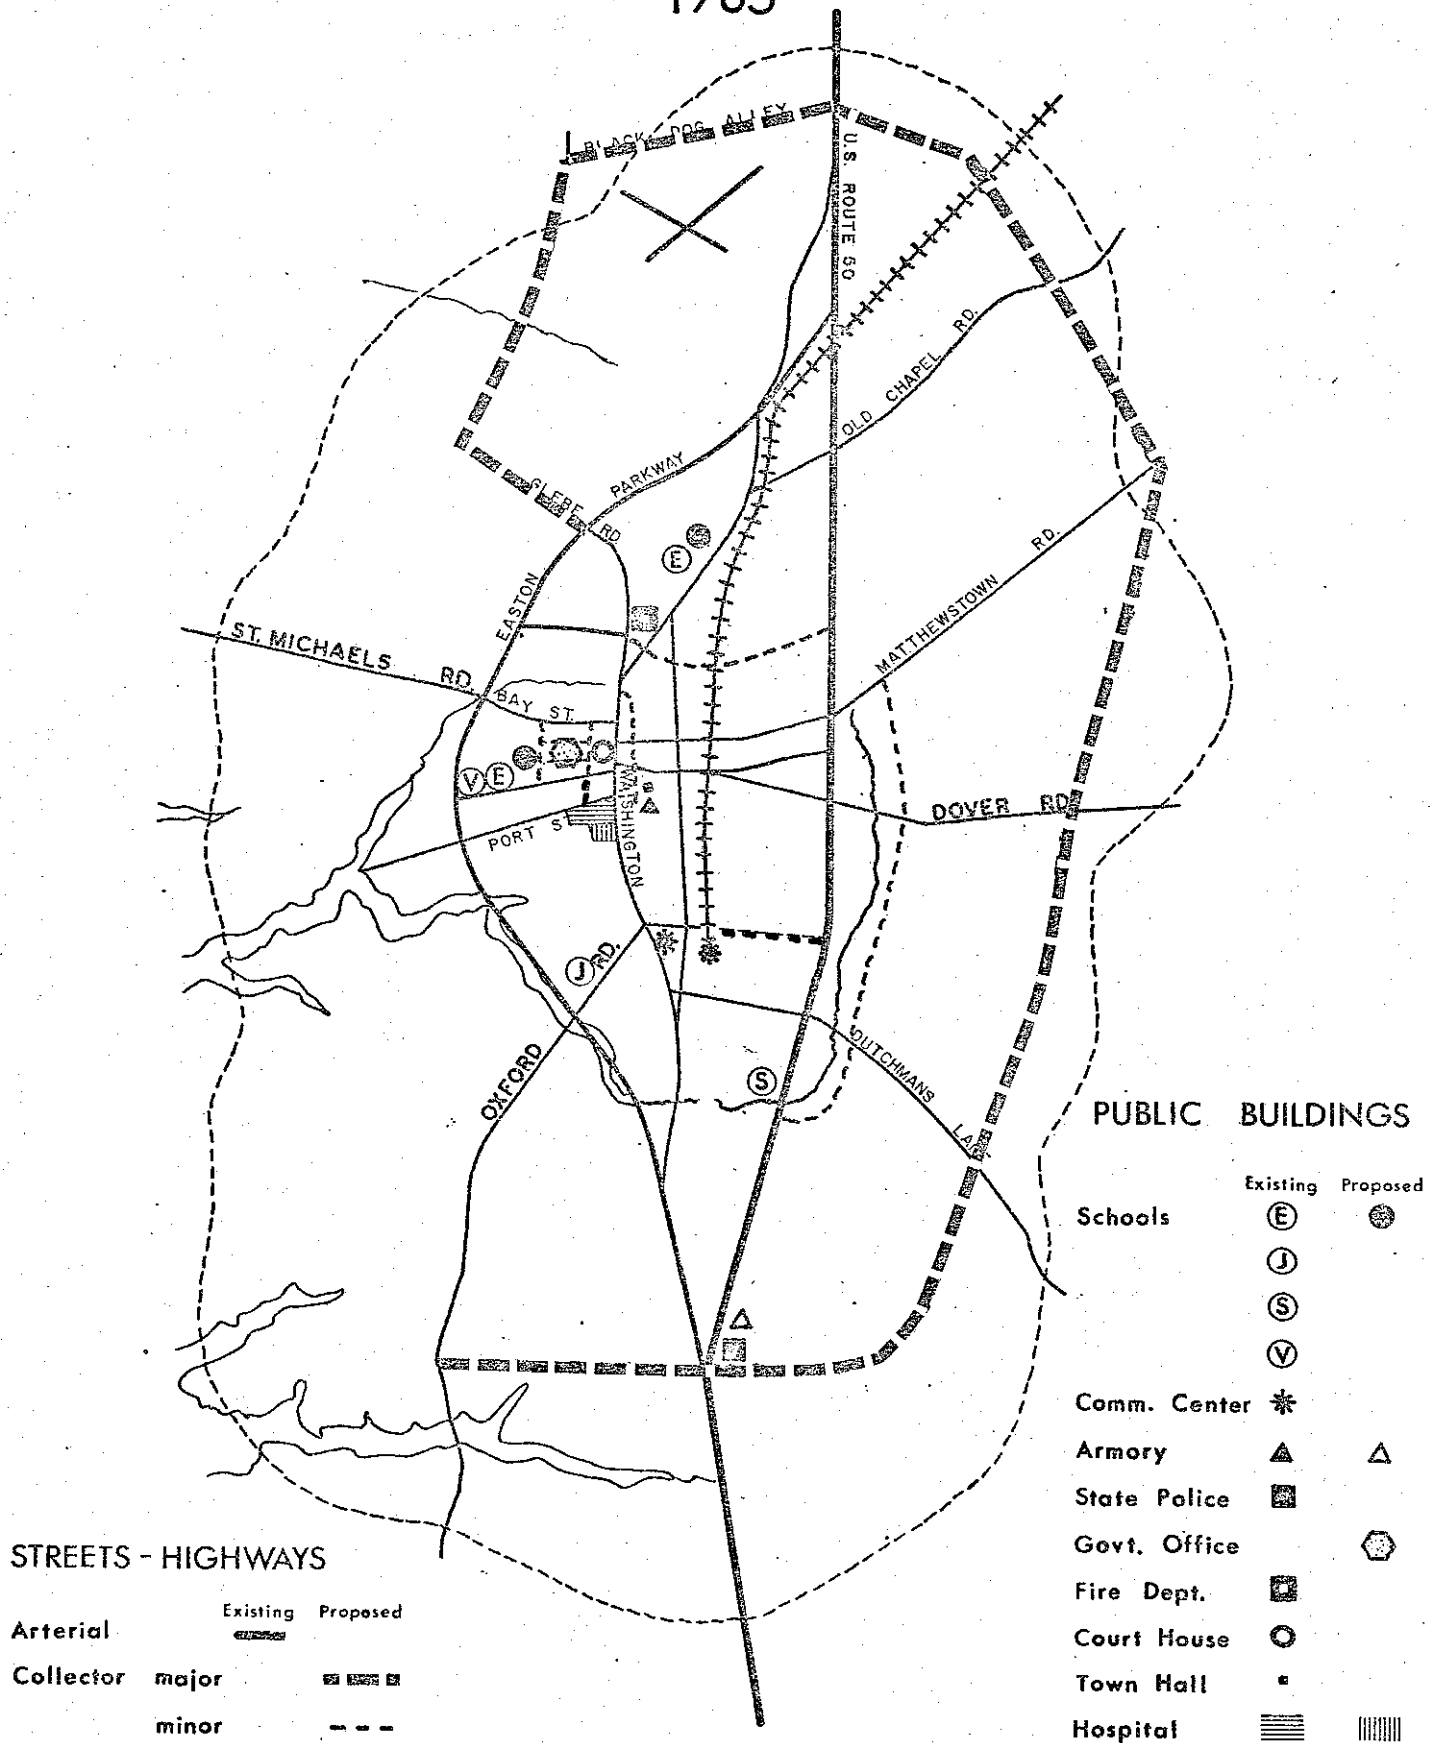 1985
BLACK DOG ALLEY
U.S. ROUTE 50
OLD CHAPEL RD.
PARKWAY
GLEBE RD
E
MATTHEWSTOWN RD.
EASTON
ST. MICHAELS RD.
BAY ST.
V E
WASHINGTON
DOVER RD
PORT ST
J RD.
OXFORD
S
DUTCHMANS
PUBLIC BUILDINGS
Existing Proposed
Schools E
J
S
V
Comm. Center
Armory
State Police
Govt. Office
Fire Dept.
Court House
Town Hall
Hospital
STREETS - HIGHWAYS
Existing Proposed
Arterial
Collector major
minor